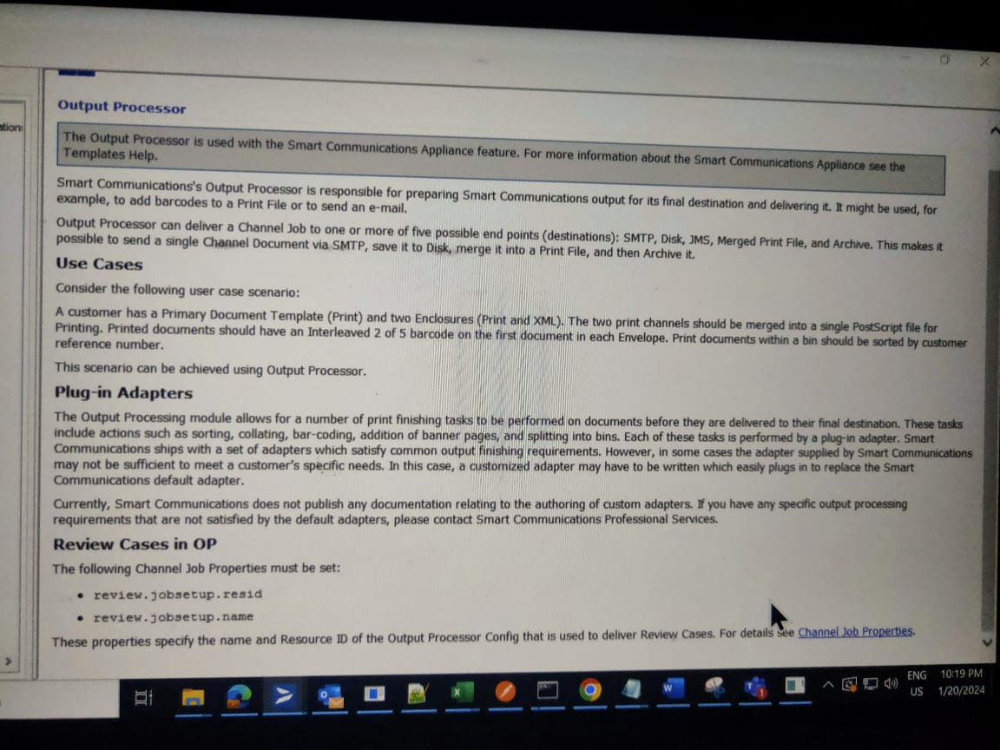 ation
Output Processor
The Output Processor is used with the Smart Communications Appliance feature. For more information about the Smart Communications Appliance see the
Templates Help.
Smart Communications's Output Processor is responsible for preparing Smart Communications output for its final destination and delivering it. It might be used, for
example, to add barcodes to a Print File or to send an e-mail.
Output Processor can deliver a Channel Job to one or more of five possible end points (destinations): SMTP, Disk, JMS, Merged Print File, and Archive. This makes it
possible to send a single Channel Document via SMTP, save it to Disk, merge it into a Print File, and then Archive it.
Use Cases
Consider the following user case scenario:
A customer has a Primary Document Template (Print) and two Enclosures (Print and XML). The two print channels should be merged into a single PostScript file for
Printing. Printed documents should have an Interleaved 2 of 5 barcode on the first document in each Envelope. Print documents within a bin should be sorted by customer
reference number.
This scenario can be achieved using Output Processor.
Plug-in Adapters
The Output Processing module allows for a number of print finishing tasks to be performed on documents before they are delivered to their final destination. These tasks
include actions such as sorting, collating, bar-coding, addition of banner pages, and splitting into bins. Each of these tasks is performed by a plug-in adapter. Smart
Communications ships with a set of adapters which satisfy common output finishing requirements. However, in some cases the adapter supplied by Smart Communications
may not be sufficient to meet a customer's specific needs. In this case, a customized adapter may have to be written which easily plugs in to replace the Smart
Communications default adapter.
Currently, Smart Communications does not publish any documentation relating to the authoring of custom adapters. If you have any specific output processing
requirements that are not satisfied by the default adapters, please contact Smart Communications Professional Services.
Review Cases in OP
The following Channel Job Properties must be set:
• review.jobsetup.resid
• review.jobsetup.name
These properties specify the name and Resource ID of the Output Processor Config that is used to deliver Review Cases. For details see Channel Job Properties.
ENG 10:19 PM
US 1/20/2024